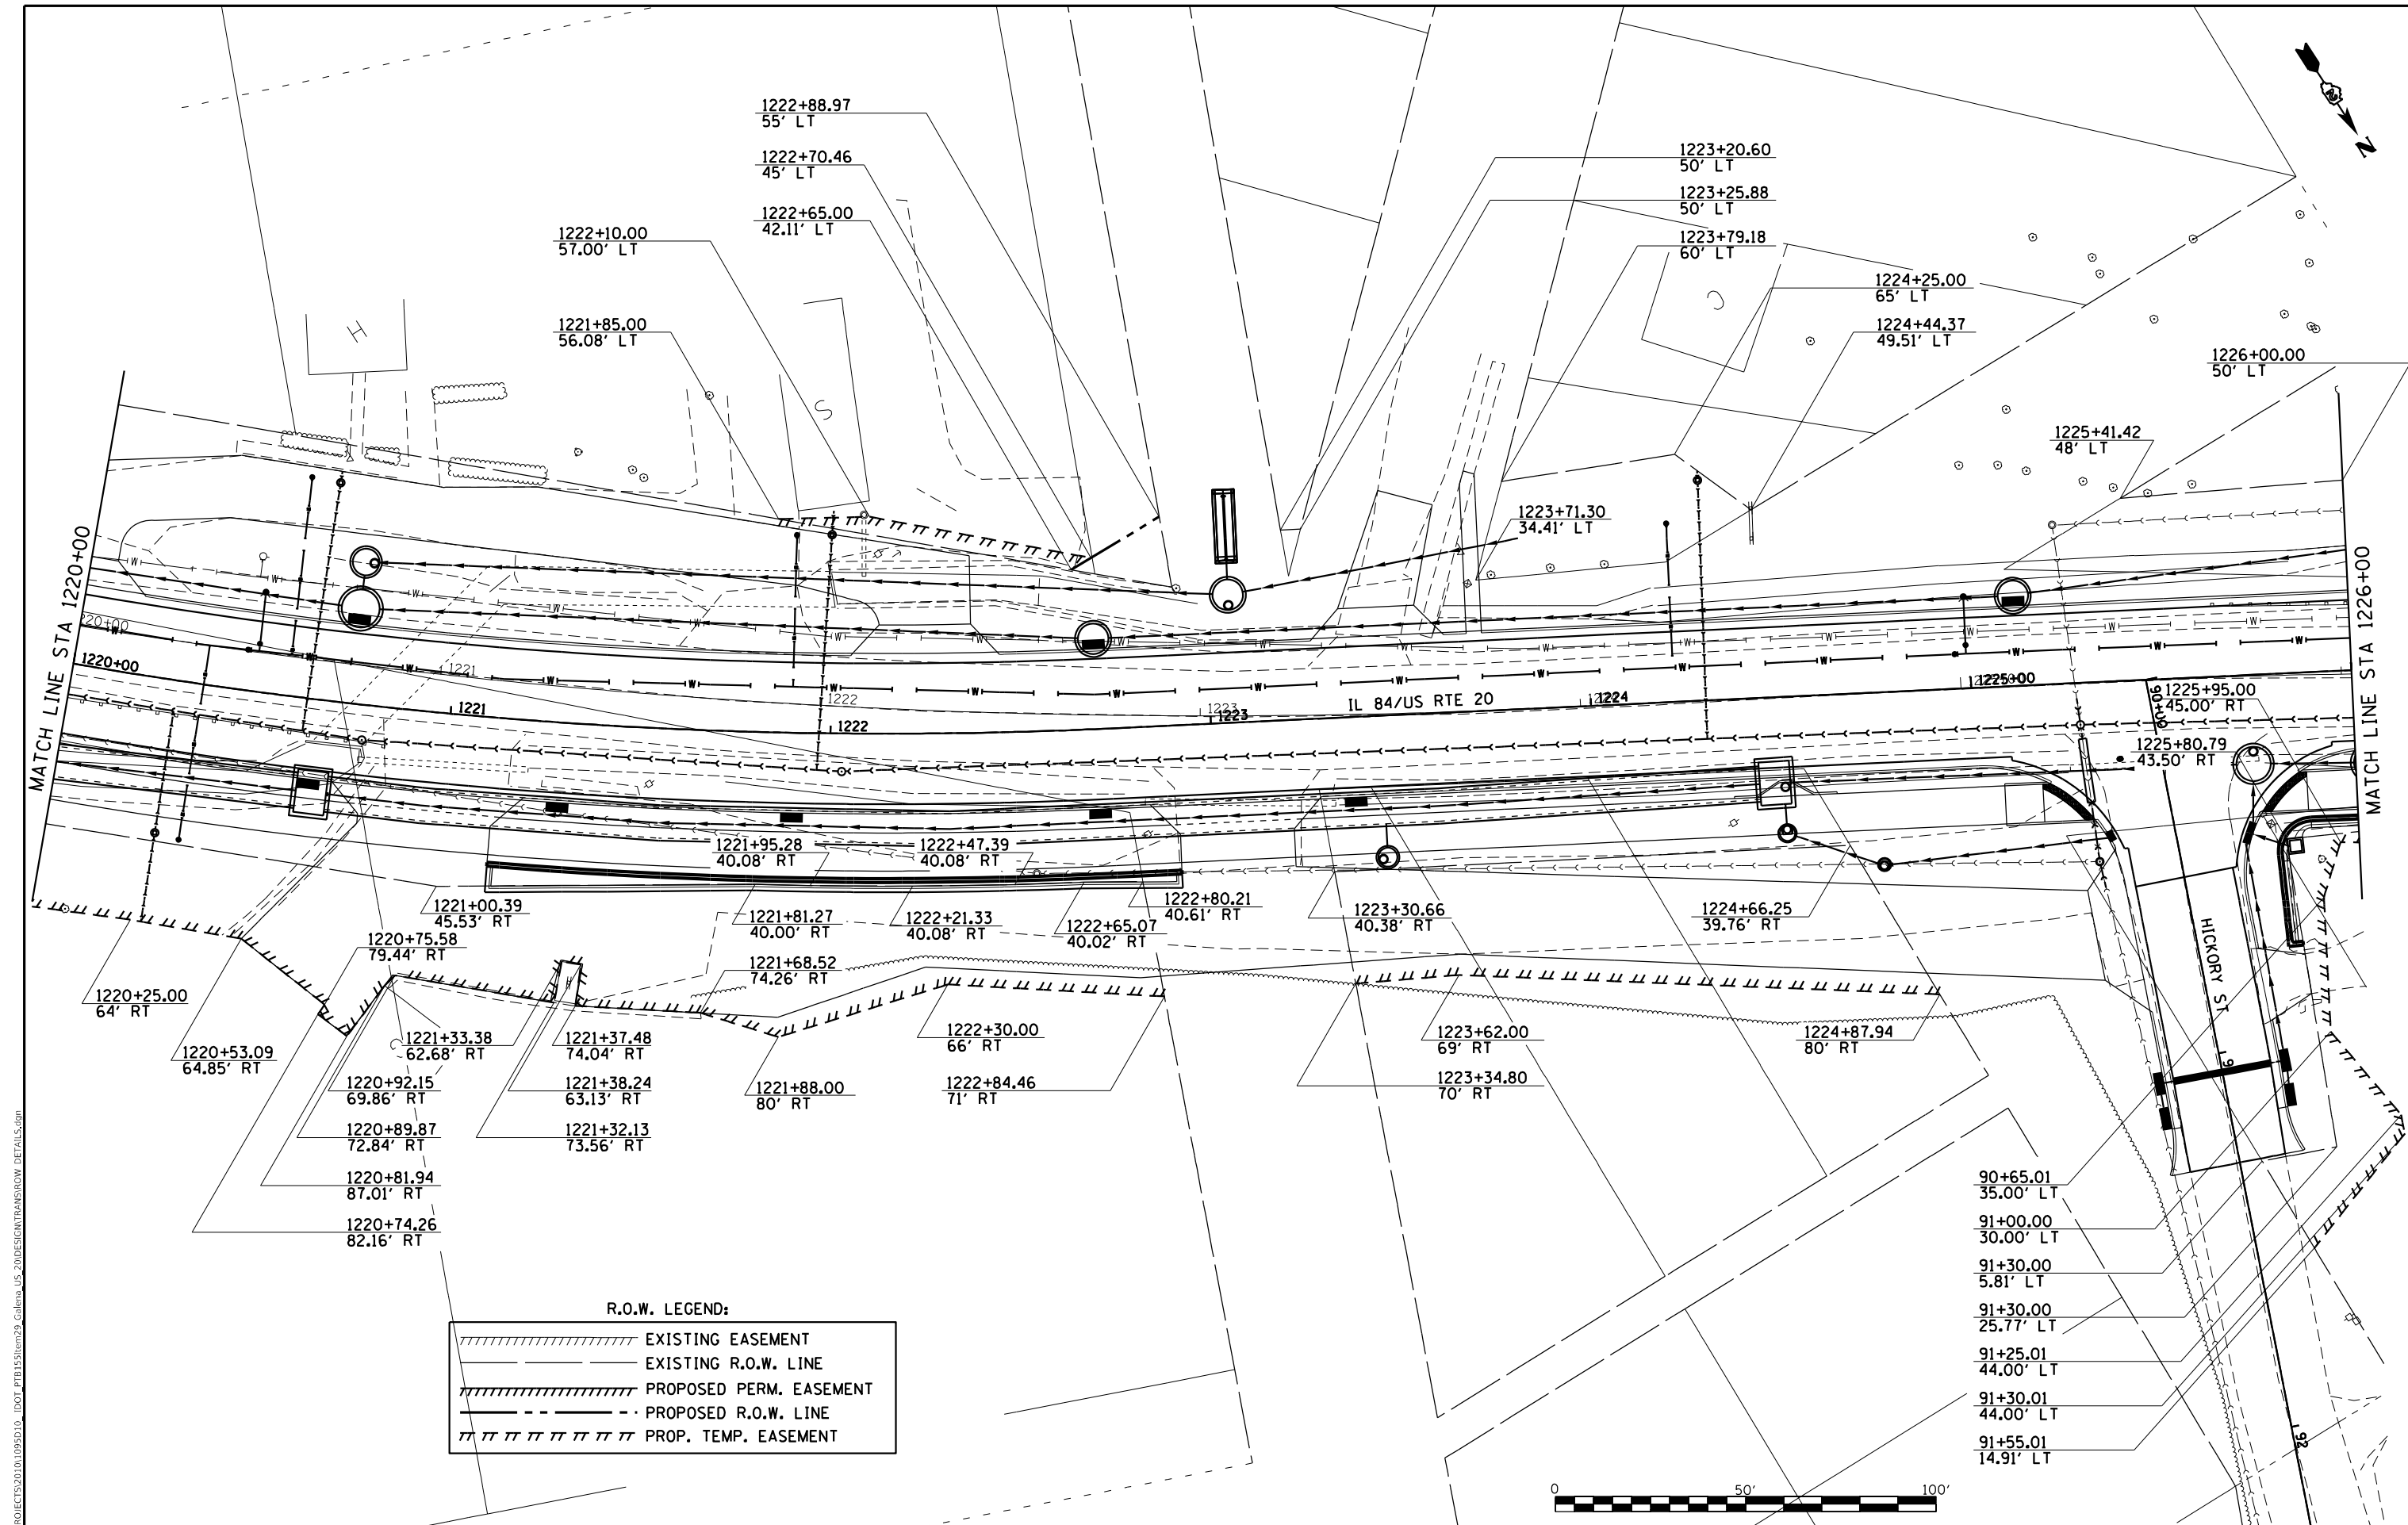 1222+88.97
55' LT
1222+70.46
45' LT
1222+65.00
42.11' LT
1222+10.00
57.00' LT
1221+85.00
56.08' LT
1223+20.60
50' LT
1223+25.88
50' LT
1223+79.18
60' LT
1224+25.00
65' LT
1224+44.37
49.51' LT
1226+00.00
50' LT
1225+41.42
48' LT
1223+71.30
34.41' LT
N
H
S
C
MATCH LINE STA 1220+00
MATCH LINE STA 1226+00
1220+00
1221
1221
1222
1222
1223
1223
IL 84/US RTE 20
1224
1225+00
90+00
1225+95.00
45.00' RT
1225+80.79
43.50' RT
1221+95.28
40.08' RT
1222+47.39
40.08' RT
1221+00.39
45.53' RT
1221+81.27
40.00' RT
1222+21.33
40.08' RT
1222+65.07
40.02' RT
1222+80.21
40.61' RT
1223+30.66
40.38' RT
1224+66.25
39.76' RT
1220+75.58
79.44' RT
1221+68.52
74.26' RT
1220+25.00
64' RT
1220+53.09
64.85' RT
1221+33.38
62.68' RT
1221+37.48
74.04' RT
1222+30.00
66' RT
1223+62.00
69' RT
1224+87.94
80' RT
1220+92.15
69.86' RT
1221+38.24
63.13' RT
1221+88.00
80' RT
1222+84.46
71' RT
1223+34.80
70' RT
1220+89.87
72.84' RT
1221+32.13
73.56' RT
1220+81.94
87.01' RT
1220+74.26
82.16' RT
HICKORY ST
91
92
90+65.01
35.00' LT
91+00.00
30.00' LT
91+30.00
5.81' LT
91+30.00
25.77' LT
91+25.01
44.00' LT
91+30.01
44.00' LT
91+55.01
14.91' LT
R.O.W. LEGEND:
EXISTING EASEMENT
EXISTING R.O.W. LINE
PROPOSED PERM. EASEMENT
PROPOSED R.O.W. LINE
PROP. TEMP. EASEMENT
0 50' 100'